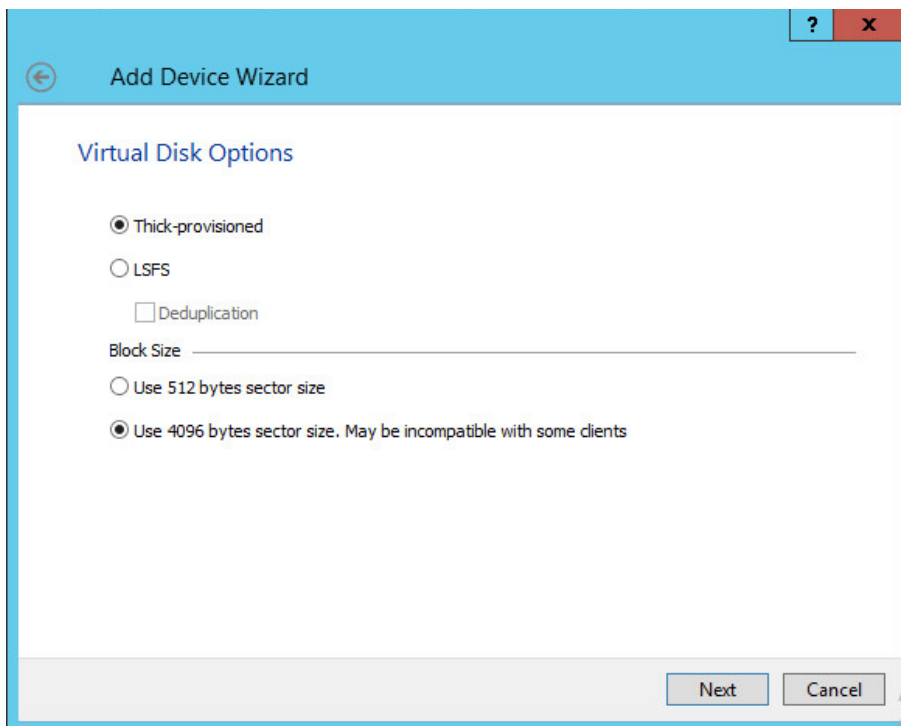 ? x
Add Device Wizard
Virtual Disk Options
Thick-provisioned
LSFS
Deduplication
Block Size
Use 512 bytes sector size
Use 4096 bytes sector size. May be incompatible with some clients
Next Cancel